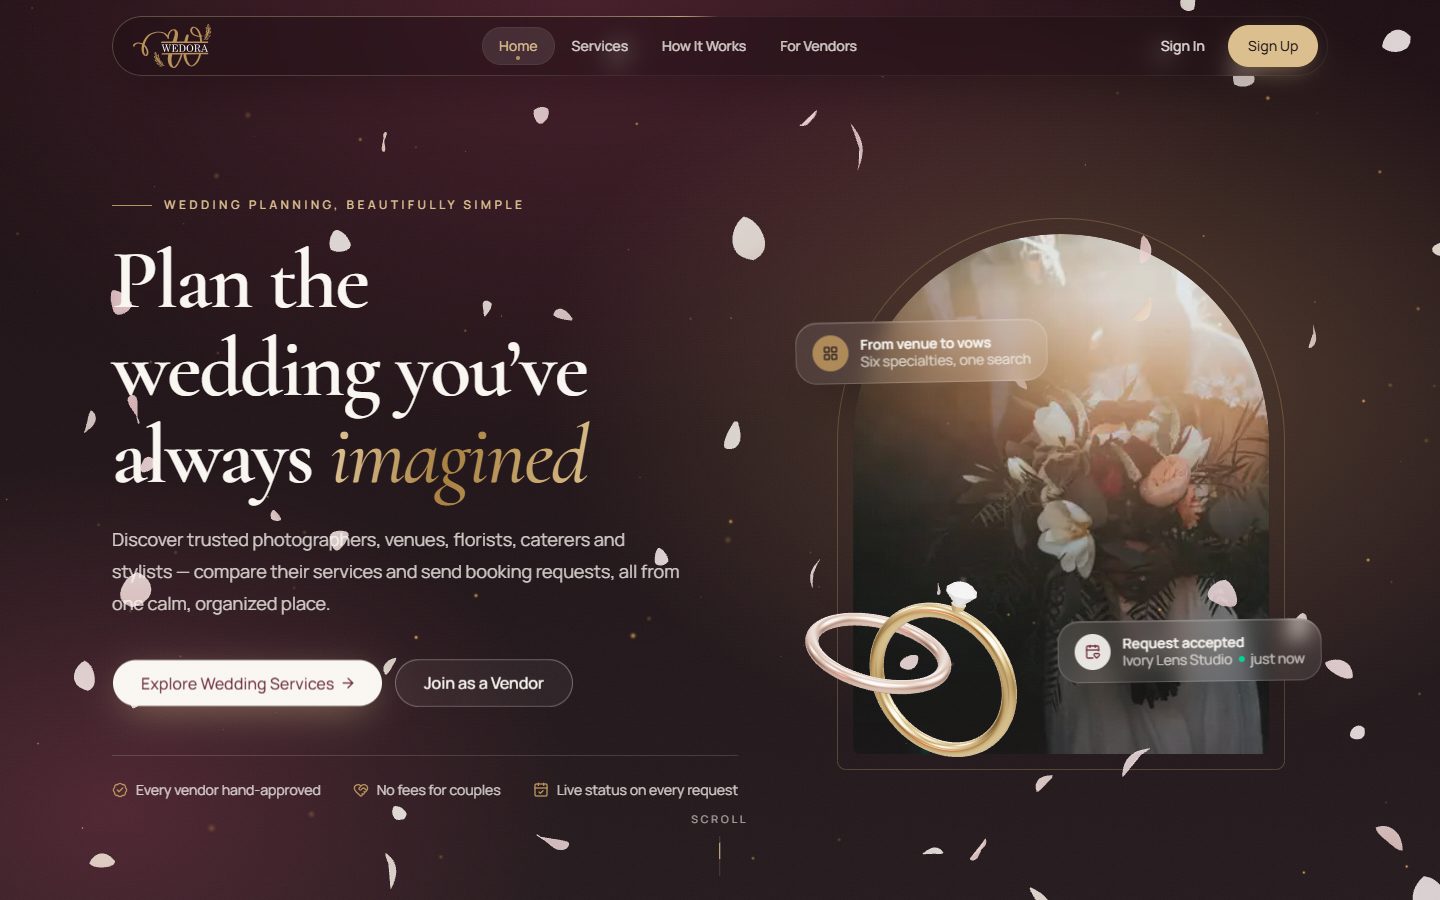 WEDORA
Home
Services
How It Works
For Vendors
Sign In
Sign Up
WEDDING PLANNING, BEAUTIFULLY SIMPLE
Plan the
wedding you’ve
always imagined
From venue to vows
Six specialties, one search
Discover trusted photographers, venues, florists, caterers and
stylists — compare their services and send booking requests, all from
one calm, organized place.
Request accepted
Ivory Lens Studio • just now
Explore Wedding Services →
Join as a Vendor
Every vendor hand-approved
No fees for couples
Live status on every request
SCROLL